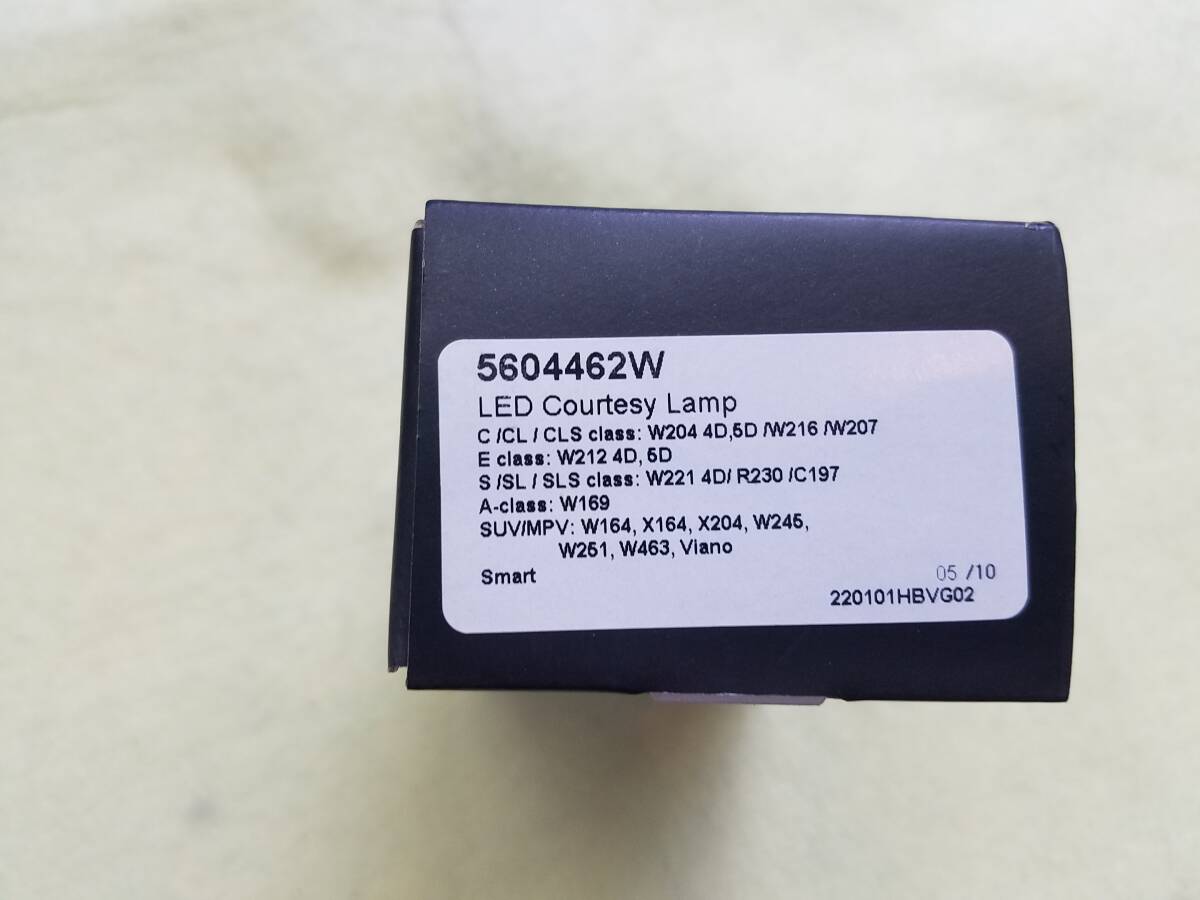 5604462W
LED Courtesy Lamp
C /CL / CLS class: W204 4D,5D /W216 /W207
E class: W212 4D, 5D
S /SL / SLS class: W221 4D/ R230 /C197
A-class: W169
SUV/MPV: W164, X164, X204, W245,
W251, W463, Viano
Smart
05 /10
220101HBVG02